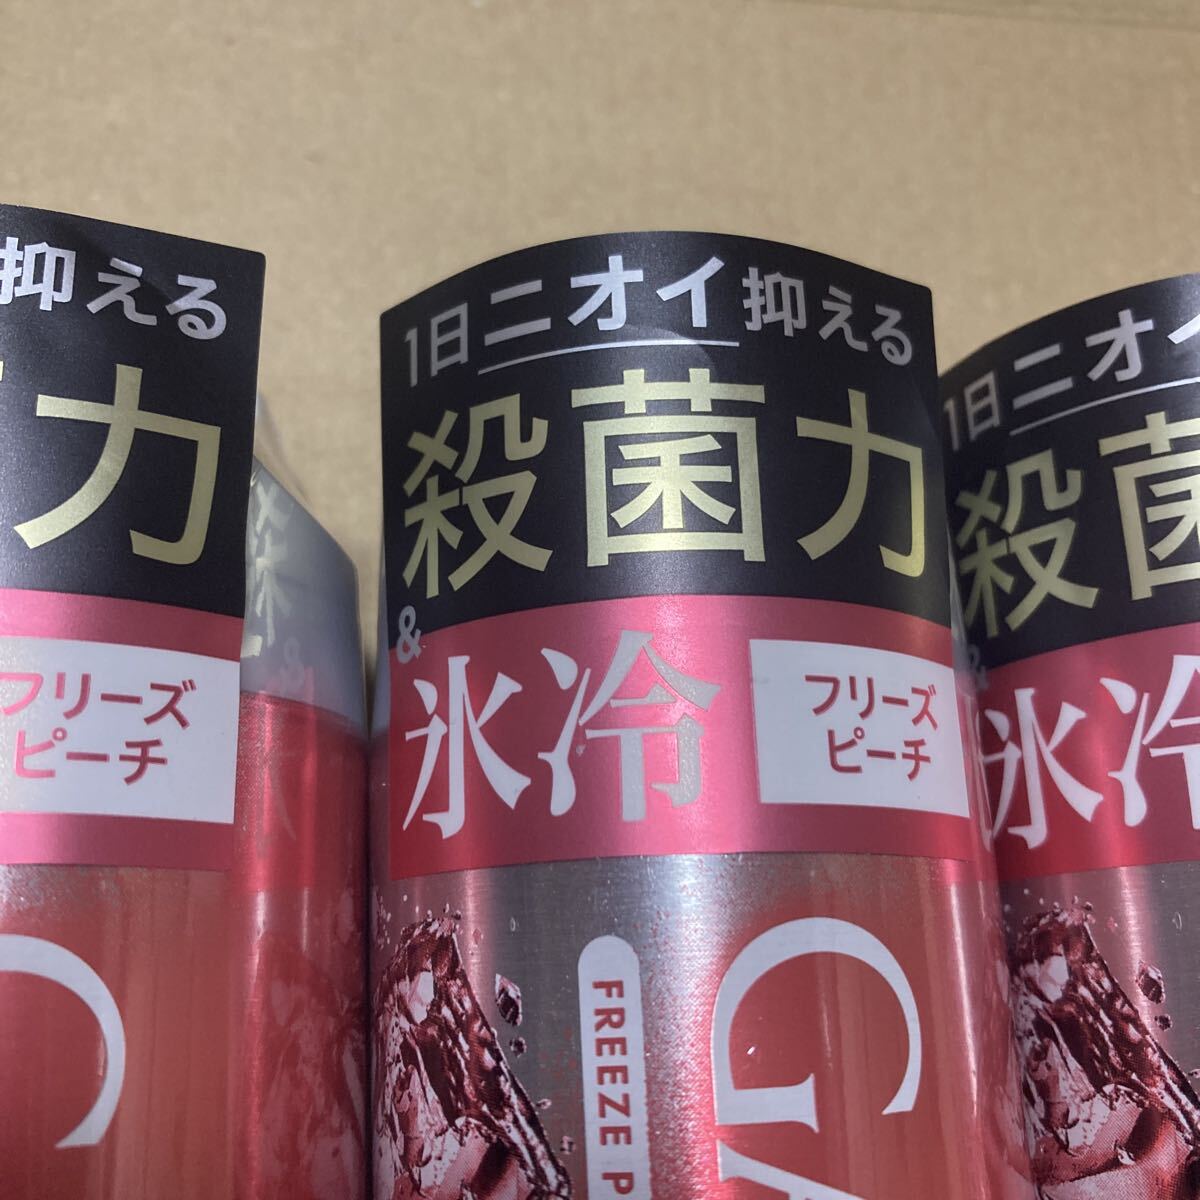 抑える
力
フリーズ
ピーチ
1日ニオイ抑える
殺菌力
&
氷冷
フリーズ
ピーチ
FREEZE P
GA
1日ニオイ
殺菌
氷冷